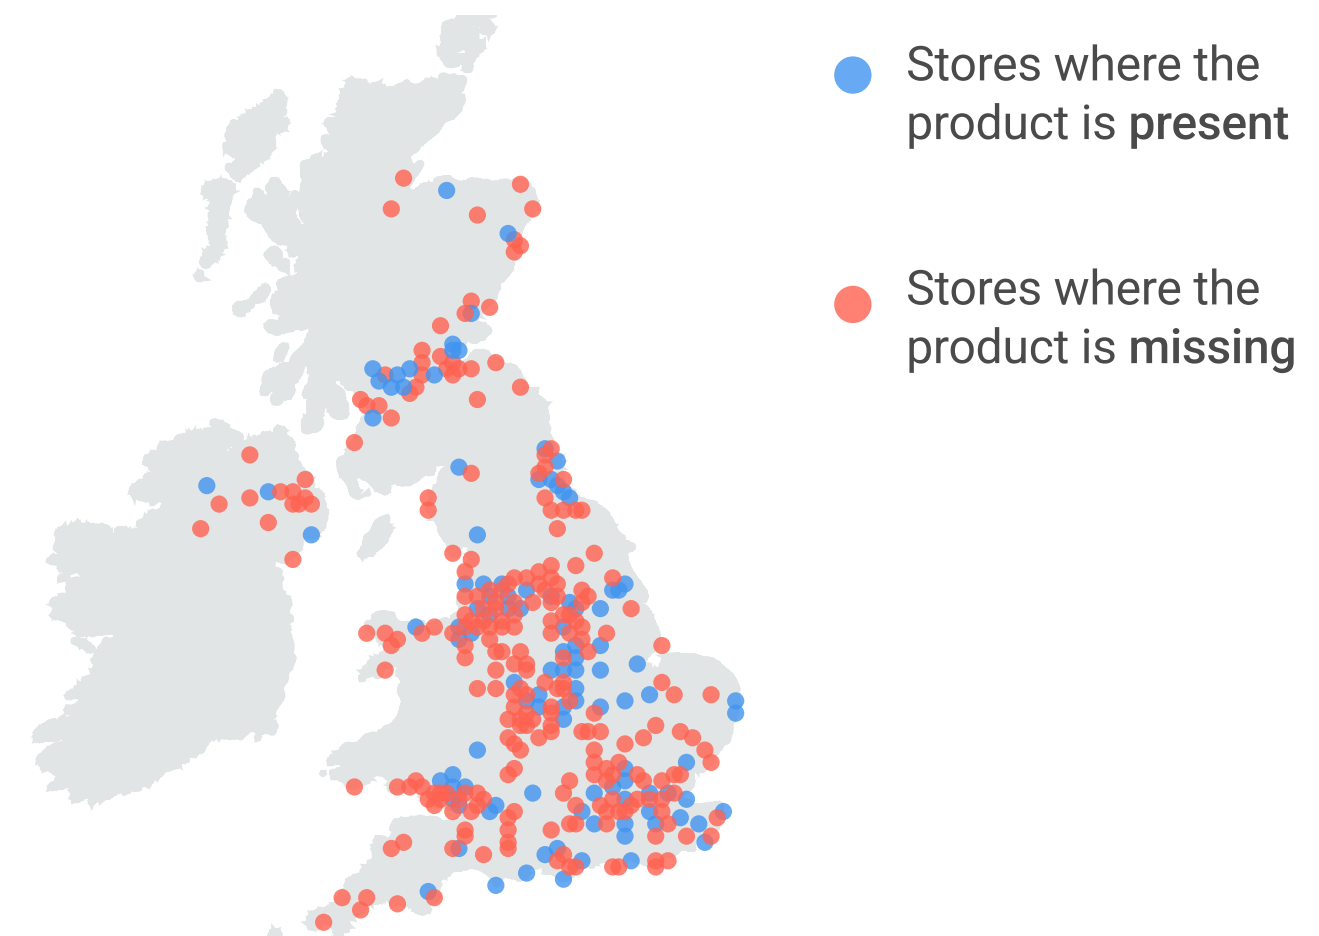 Stores where the
product is present
Stores where the
product is missing